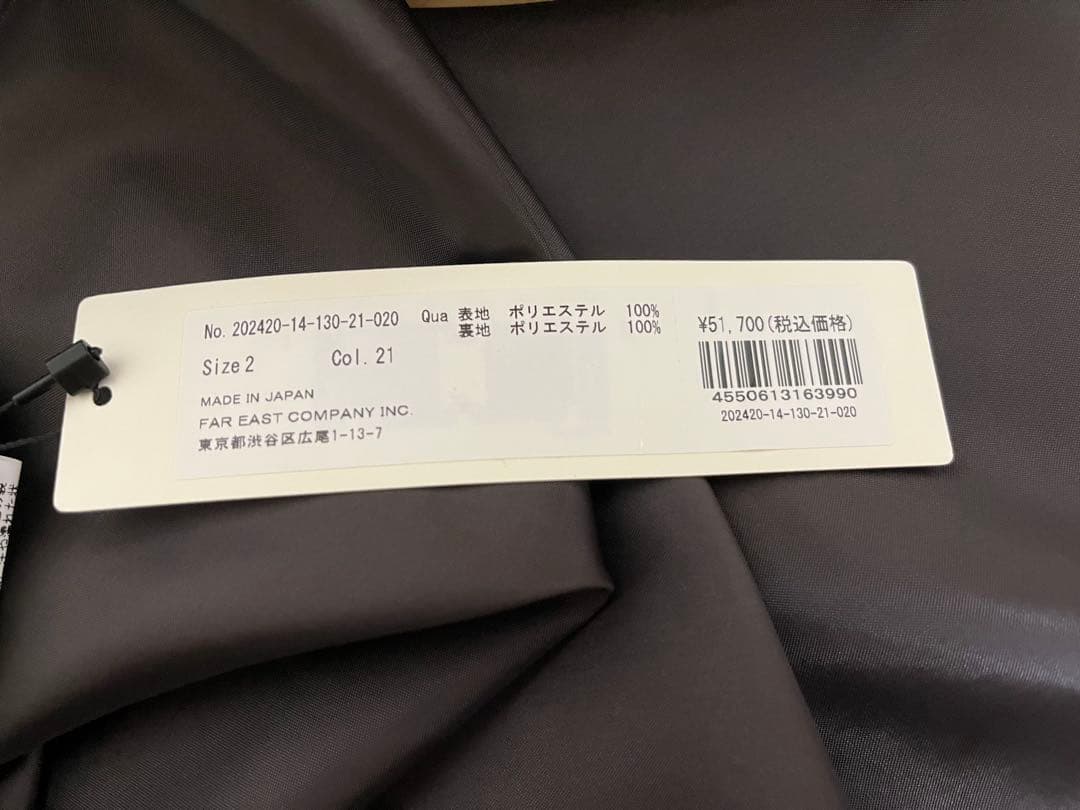 No. 202420-14-130-21-020
Qua 表地 ポリエステル 100%
裏地 ポリエステル 100%
Size 2 Col. 21
MADE IN JAPAN
FAR EAST COMPANY INC.
東京都渋谷区広尾1-13-7
¥51,700(税込価格)
4550613163990
202420-14-130-21-020